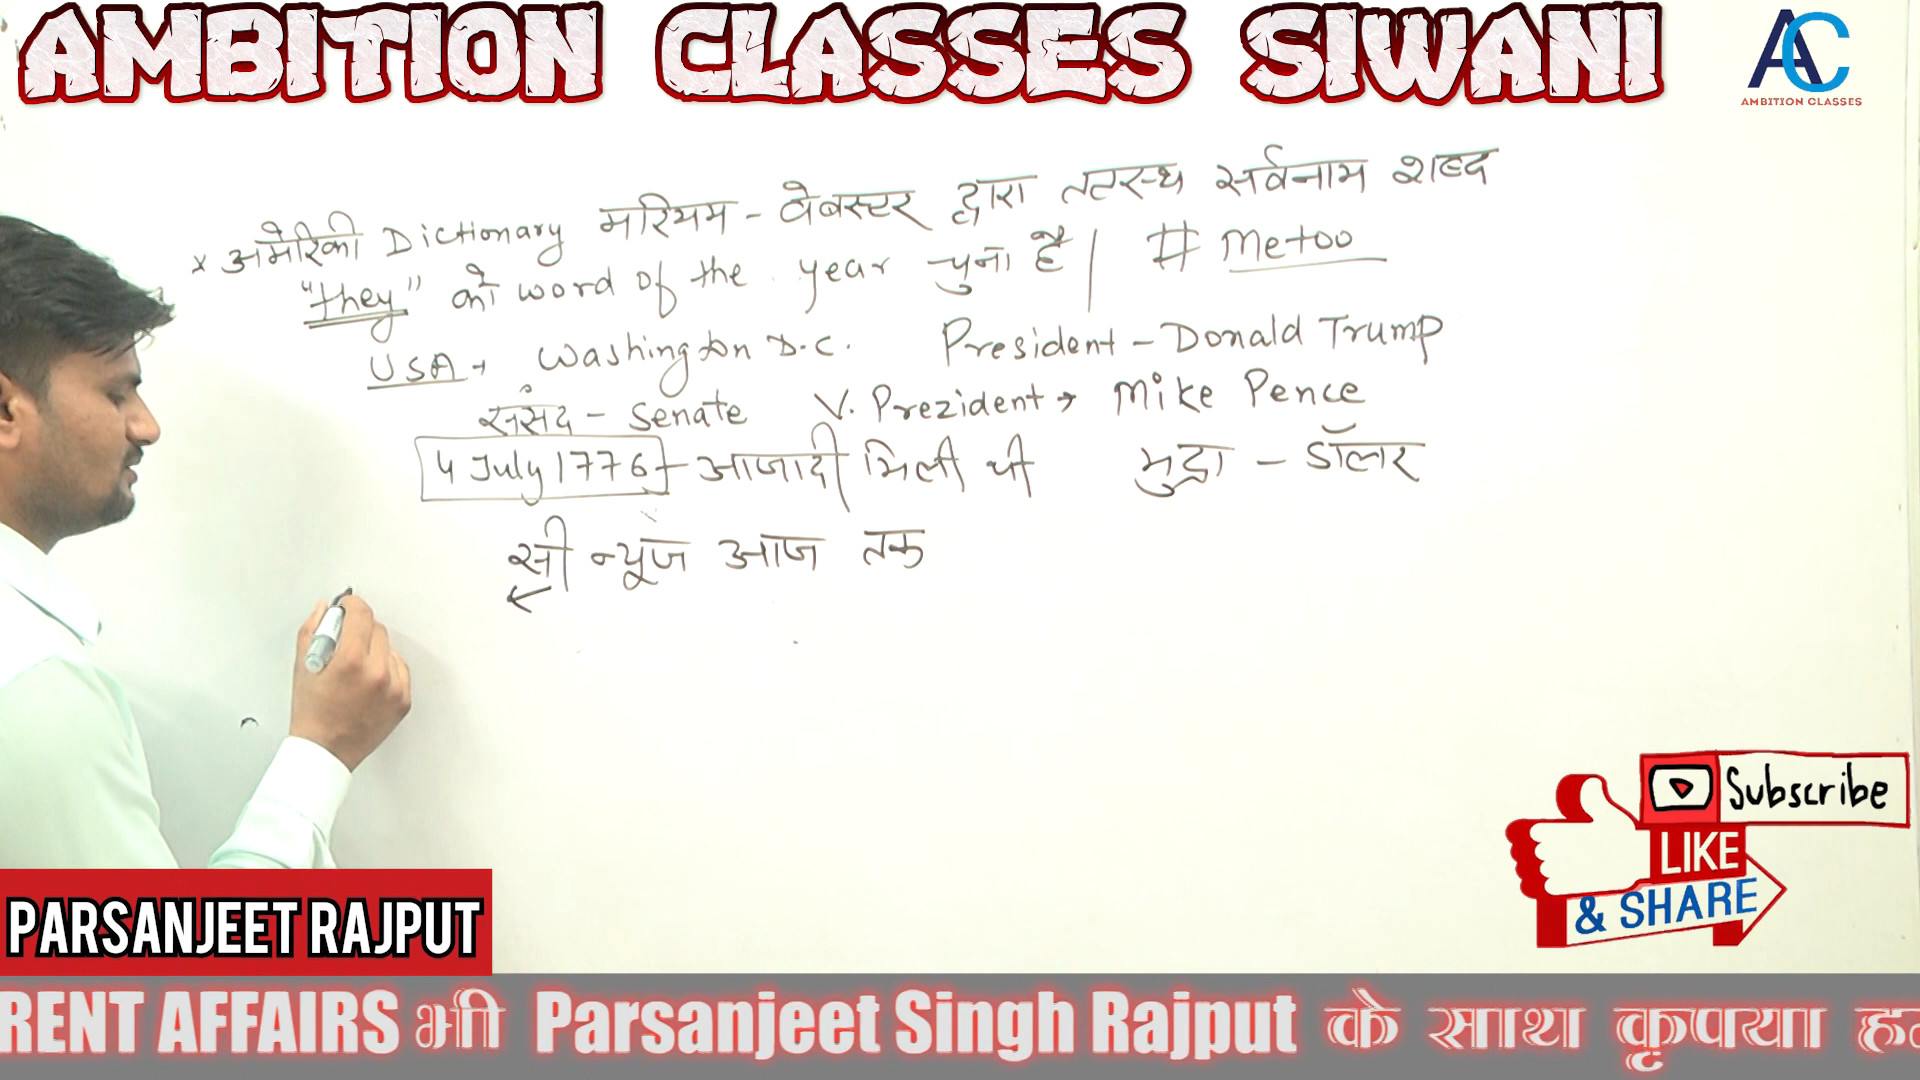 AMBITION CLASSES SIWANI
AC
AMBITION CLASSES
x अमेरिकी Dictionary मरियम - वेबस्टर द्वारा तटस्थ सर्वनाम शब्द
"they" को word of the year चुना है | # Metoo
USA → Washington D.C. President - Donald Trump
संसद - Senate V. Prezident → Mike Pence
4 July 1776 - आजादी मिली थी मुद्रा - डॉलर
सी न्यूज आज तक
Subscribe
LIKE
& SHARE
PARSANJEET RAJPUT
RENT AFFAIRS भी Parsanjeet Singh Rajput के साथ कृपया हम